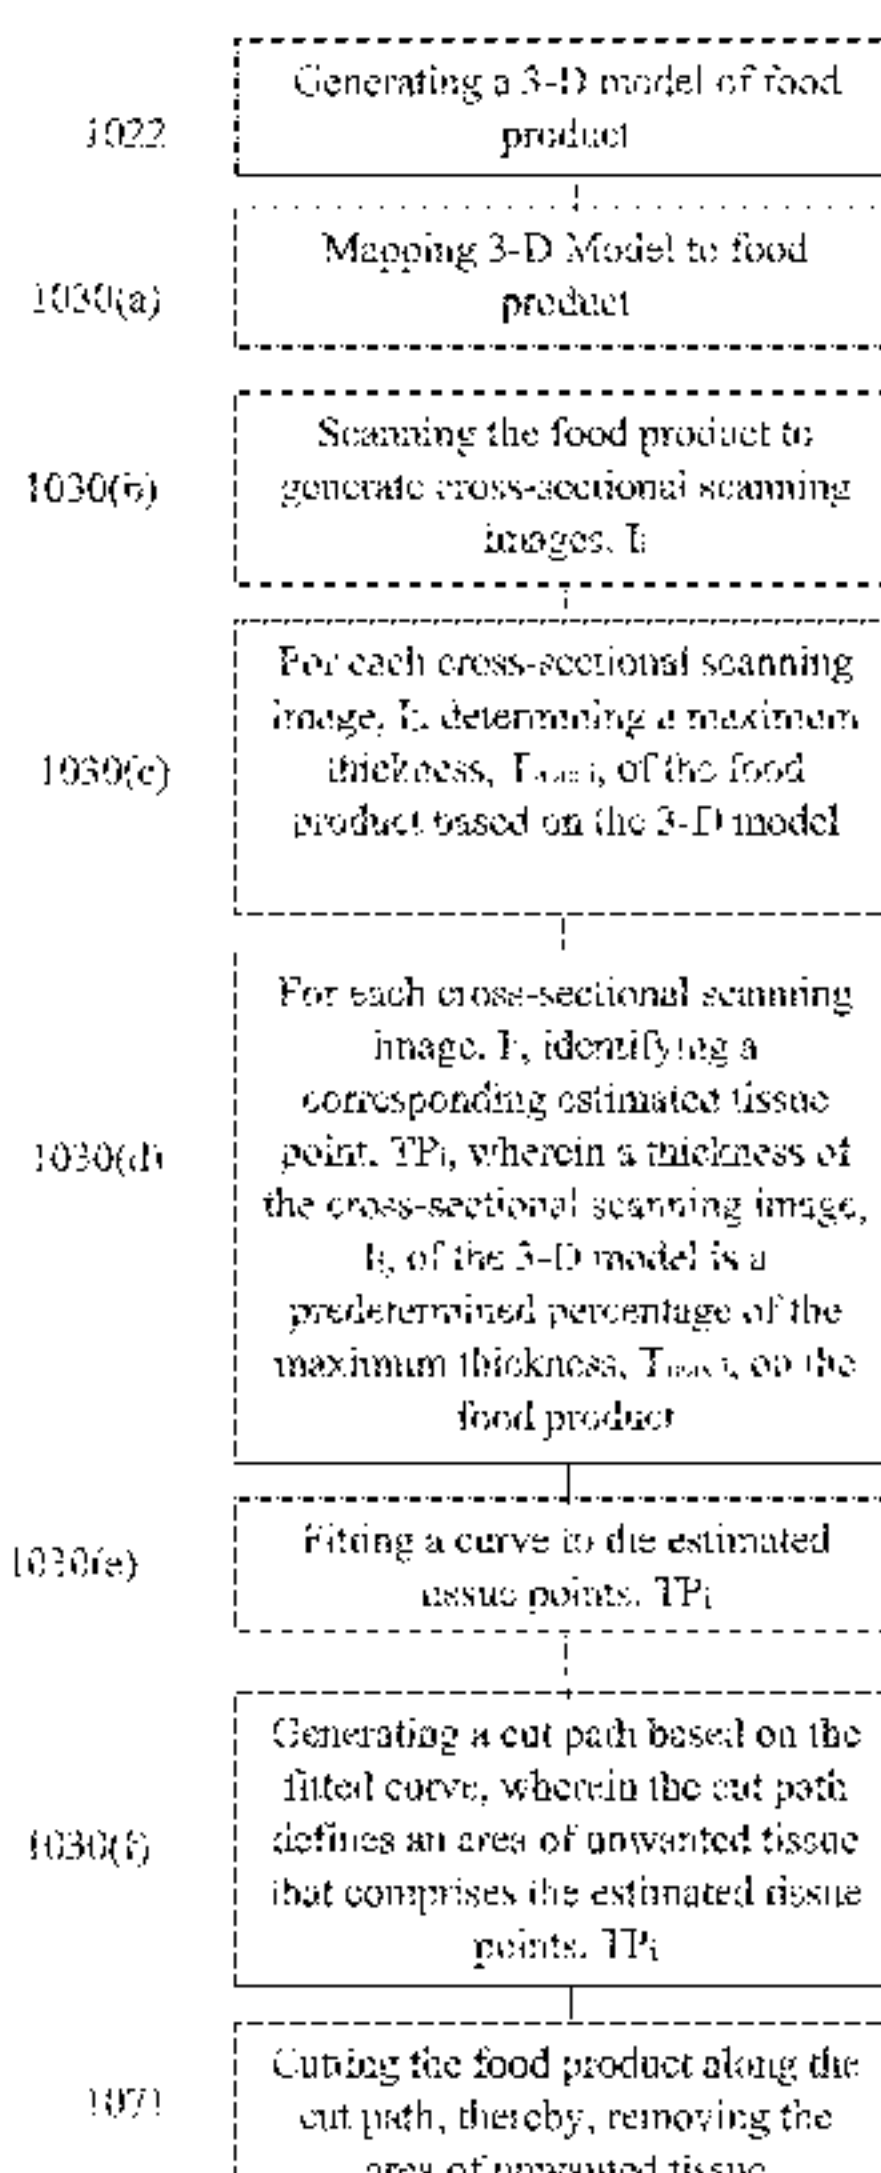 Generating a 3-D model of food
1022
product
Mapping 3-D Model to food
1030(a)
product
Scanning the food product to
1030(b)
generate cross-sectional scanning
images, Ii
For each cross-sectional scanning
image, Ii, determining a maximum
1030(c)
thickness, Tmax i, of the food
product based on the 3-D model
For each cross-sectional scanning
image, Ii, identifying a
corresponding estimated tissue
1030(d)
point, TPi, wherein a thickness of
the cross-sectional scanning image,
Ii, of the 3-D model is a
predetermined percentage of the
maximum thickness, Tmax i, on the
food product
Fitting a curve to the estimated
1030(e)
tissue points, TPi
Generating a cut path based on the
fitted curve, wherein the cut path
1030(f)
defines an area of unwanted tissue
that comprises the estimated tissue
points, TPi
Cutting the food product along the
1071
cut path, thereby, removing the
area of unwanted tissue